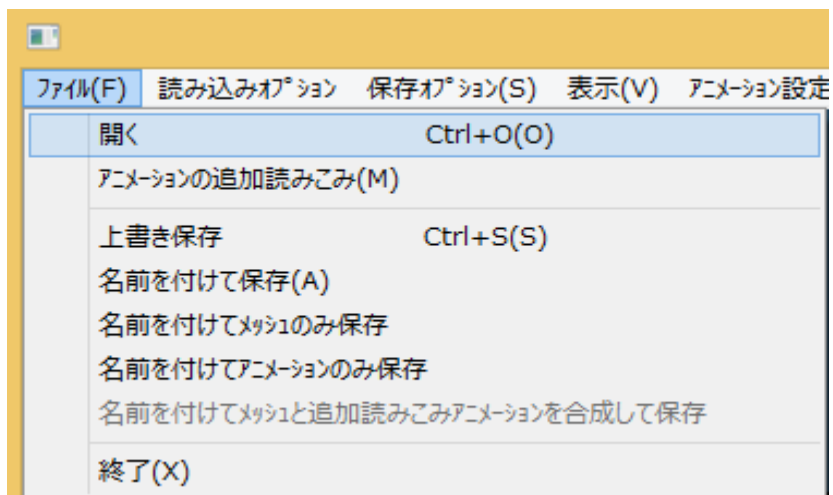 ﾌｧｲﾙ(F) 読み込みｵﾌﾟｼｮﾝ 保存ｵﾌﾟｼｮﾝ(S) 表示(V) ｱﾆﾒｰｼｮﾝ設定
開く Ctrl+O(O)
ｱﾆﾒｰｼｮﾝの追加読みこみ(M)
上書き保存 Ctrl+S(S)
名前を付けて保存(A)
名前を付けてﾒｯｼｭのみ保存
名前を付けてｱﾆﾒｰｼｮﾝのみ保存
名前を付けてﾒｯｼｭと追加読みこみｱﾆﾒｰｼｮﾝを合成して保存
終了(X)